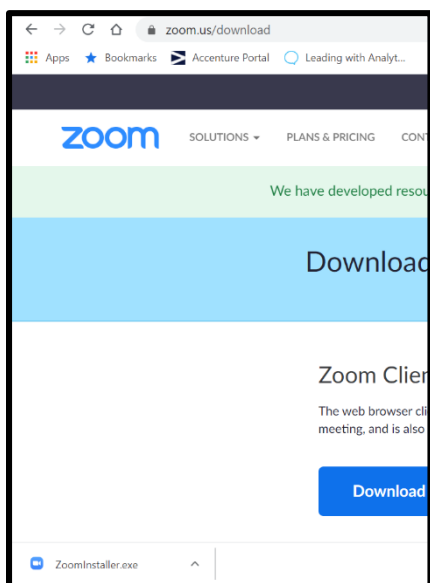 zoom.us/download
Apps Bookmarks Accenture Portal Leading with Analyt...
zoom SOLUTIONS PLANS & PRICING CONT
We have developed resou
Download
Zoom Clien
The web browser cli
meeting, and is also
Download
ZoomInstaller.exe